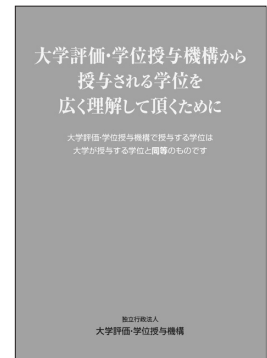 大学評価・学位授与機構から
授与される学位を
広く理解して頂くために
大学評価・学位授与機構で授与する学位は
大学が授与する学位と同等のものです
独立行政法人
大学評価・学位授与機構